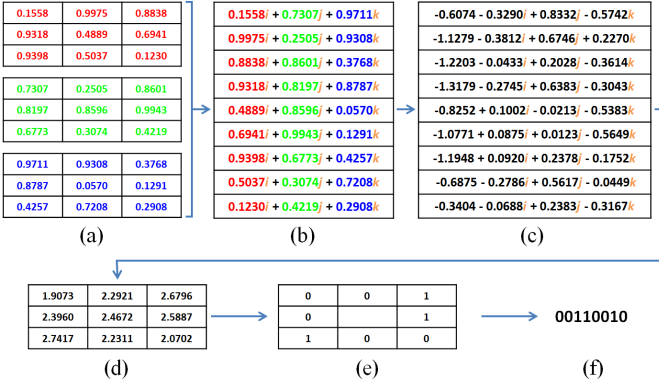 0.1558 0.9975 0.8838
0.9318 0.4889 0.6941
0.9398 0.5037 0.1230
0.7307 0.2505 0.8601
0.8197 0.8596 0.9943
0.6773 0.3074 0.4219
0.9711 0.9308 0.3768
0.8787 0.0570 0.1291
0.4257 0.7208 0.2908
(a)
0.1558i + 0.7307j + 0.9711k
0.9975i + 0.2505j + 0.9308k
0.8838i + 0.8601j + 0.3768k
0.9318i + 0.8197j + 0.8787k
0.4889i + 0.8596j + 0.0570k
0.6941i + 0.9943j + 0.1291k
0.9398i + 0.6773j + 0.4257k
0.5037i + 0.3074j + 0.7208k
0.1230i + 0.4219j + 0.2908k
(b)
-0.6074 - 0.3290i + 0.8332j - 0.5742k
-1.1279 - 0.3812i + 0.6746j + 0.2270k
-1.2203 - 0.0433i + 0.2028j - 0.3614k
-1.3179 - 0.2745i + 0.6383j - 0.3043k
-0.8252 + 0.1002i - 0.0213j - 0.5383k
-1.0771 + 0.0875i + 0.0123j - 0.5649k
-1.1948 + 0.0920i + 0.2378j - 0.1752k
-0.6875 - 0.2786i + 0.5617j - 0.0449k
-0.3404 - 0.0688i + 0.2383j - 0.3167k
(c)
1.9073 2.2921 2.6796
2.3960 2.4672 2.5887
2.7417 2.2311 2.0702
(d)
0 0 1
0 1
1 0 0
(e)
00110010
(f)